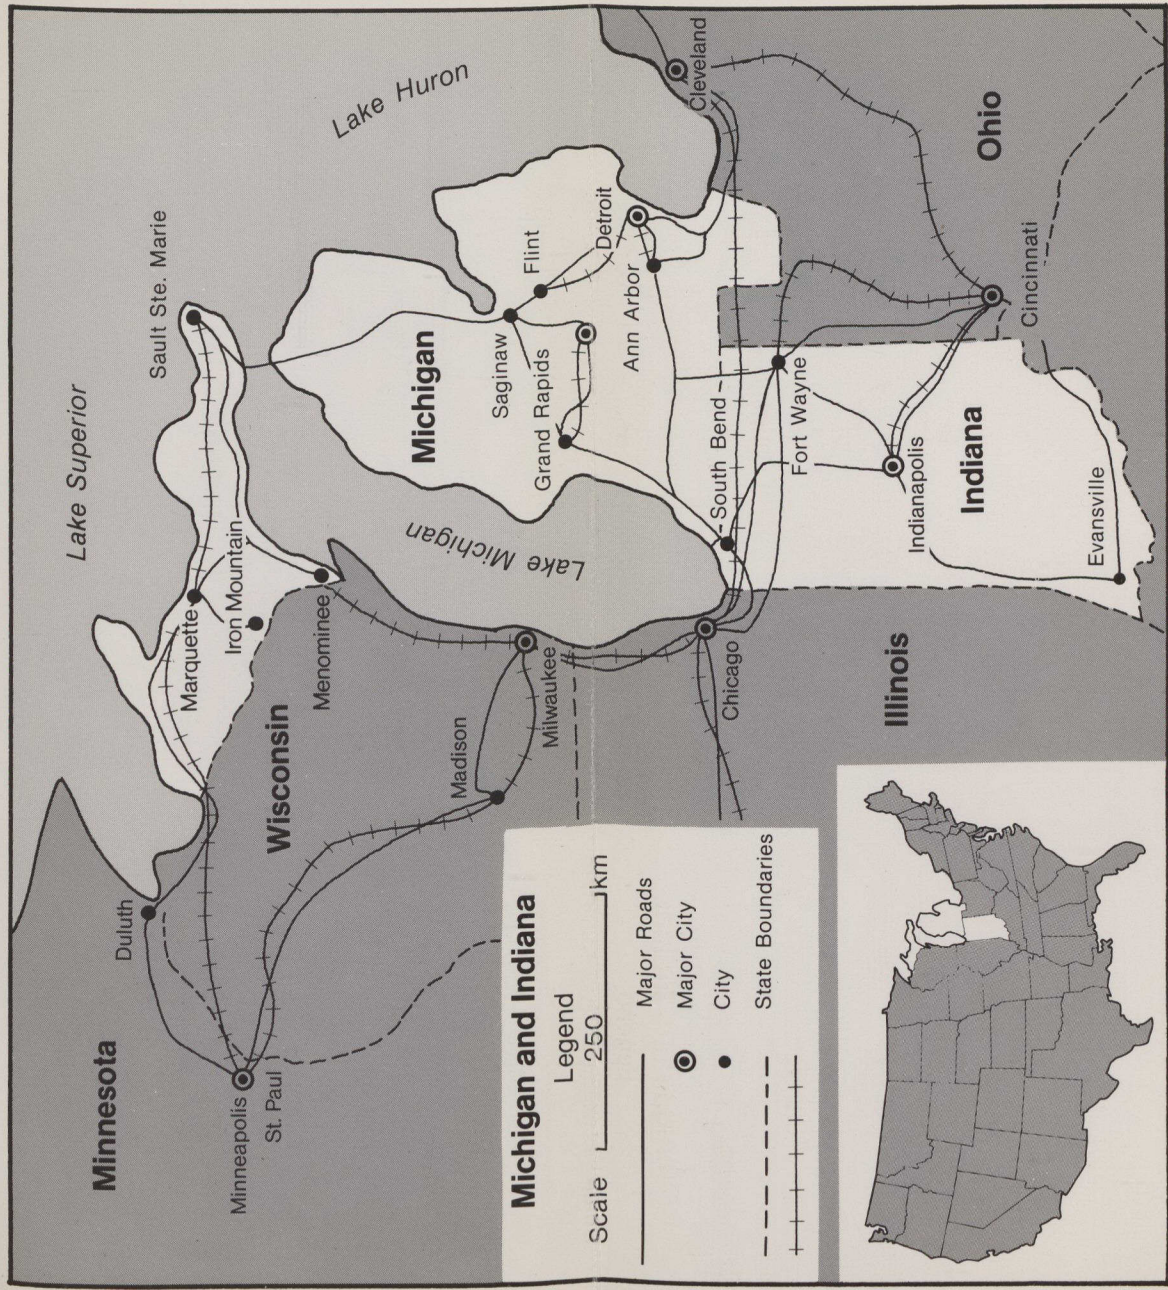 Lake Superior
Sault Ste. Marie
Lake Huron
Minnesota
Duluth
Marquette
Iron Mountain
Menominee
Michigan
Minneapolis
St. Paul
Wisconsin
Lake Michigan
Saginaw
Flint
Grand Rapids
Detroit
Ann Arbor
Madison
Milwaukee
Cleveland
Chicago
South Bend
Fort Wayne
Ohio
Illinois
Indianapolis
Indiana
Cincinnati
Evansville
Michigan and Indiana
Legend
Scale 250 km
Major Roads
Major City
City
State Boundaries